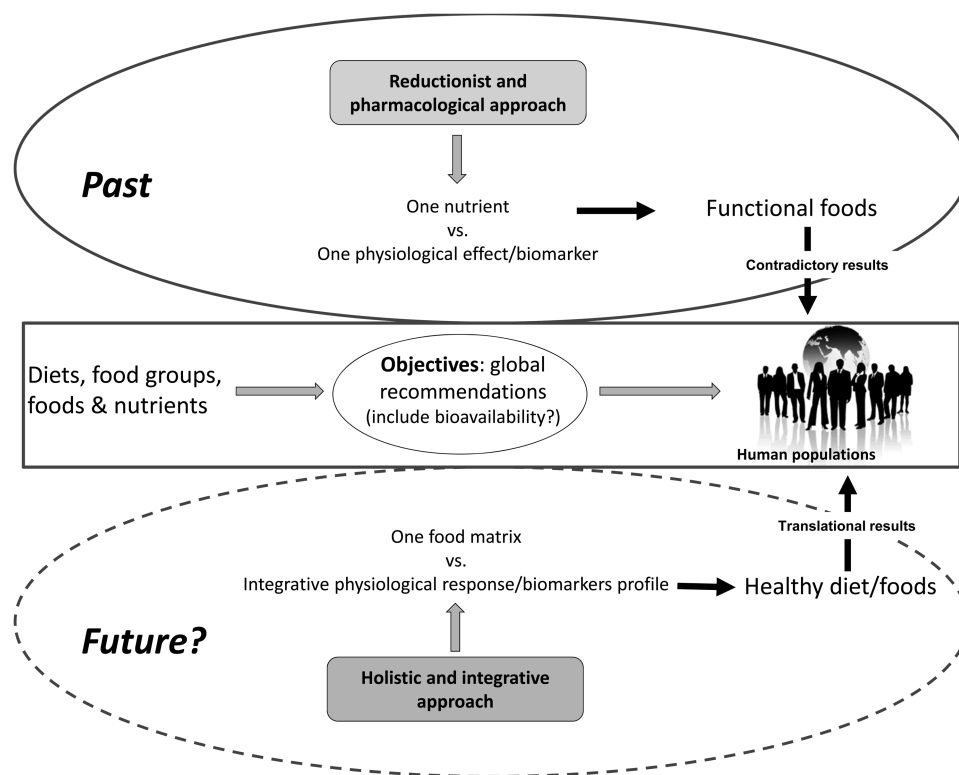 Reductionist and
pharmacological approach
Past
One nutrient
vs.
One physiological effect/biomarker
Functional foods
Contradictory results
Diets, food groups,
foods & nutrients
Objectives: global
recommendations
(include bioavailability?)
Human populations
Translational results
One food matrix
vs.
Integrative physiological response/biomarkers profile
Healthy diet/foods
Future?
Holistic and integrative
approach